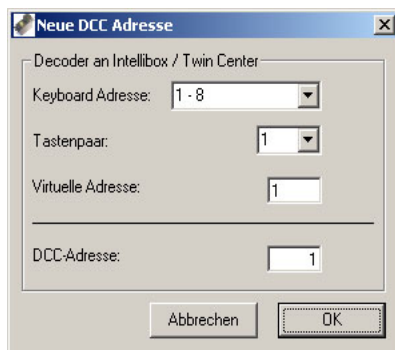 Neue DCC Adresse
Decoder an Intellibox / Twin Center
Keyboard Adresse: 1 - 8
Tastenpaar: 1
Virtuelle Adresse: 1
DCC-Adresse: 1
Abbrechen OK